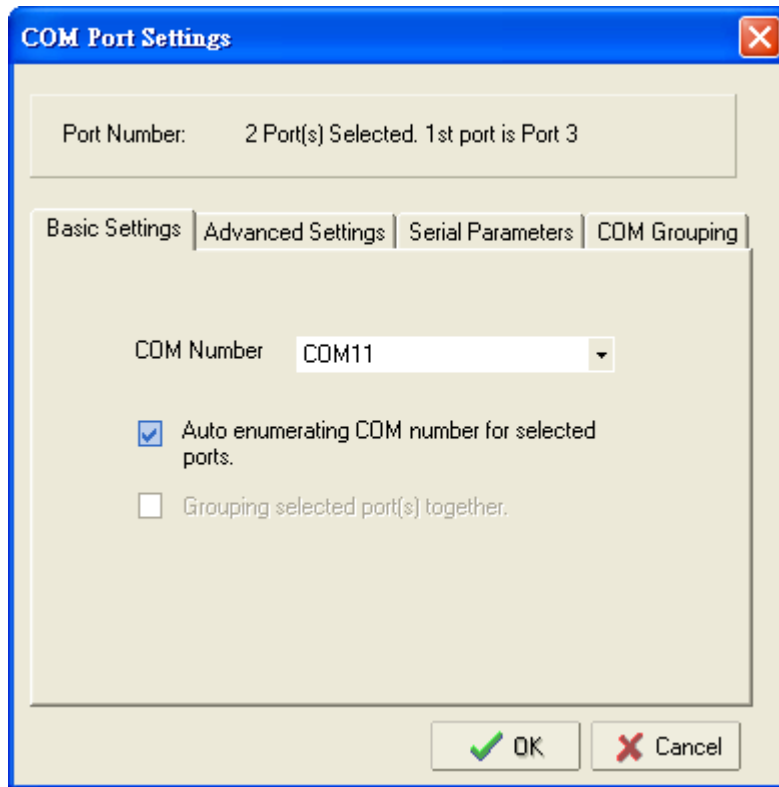 COM Port Settings
Port Number: 2 Port(s) Selected. 1st port is Port 3
Basic Settings Advanced Settings Serial Parameters COM Grouping
COM Number COM11
Auto enumerating COM number for selected
ports.
Grouping selected port(s) together.
OK Cancel